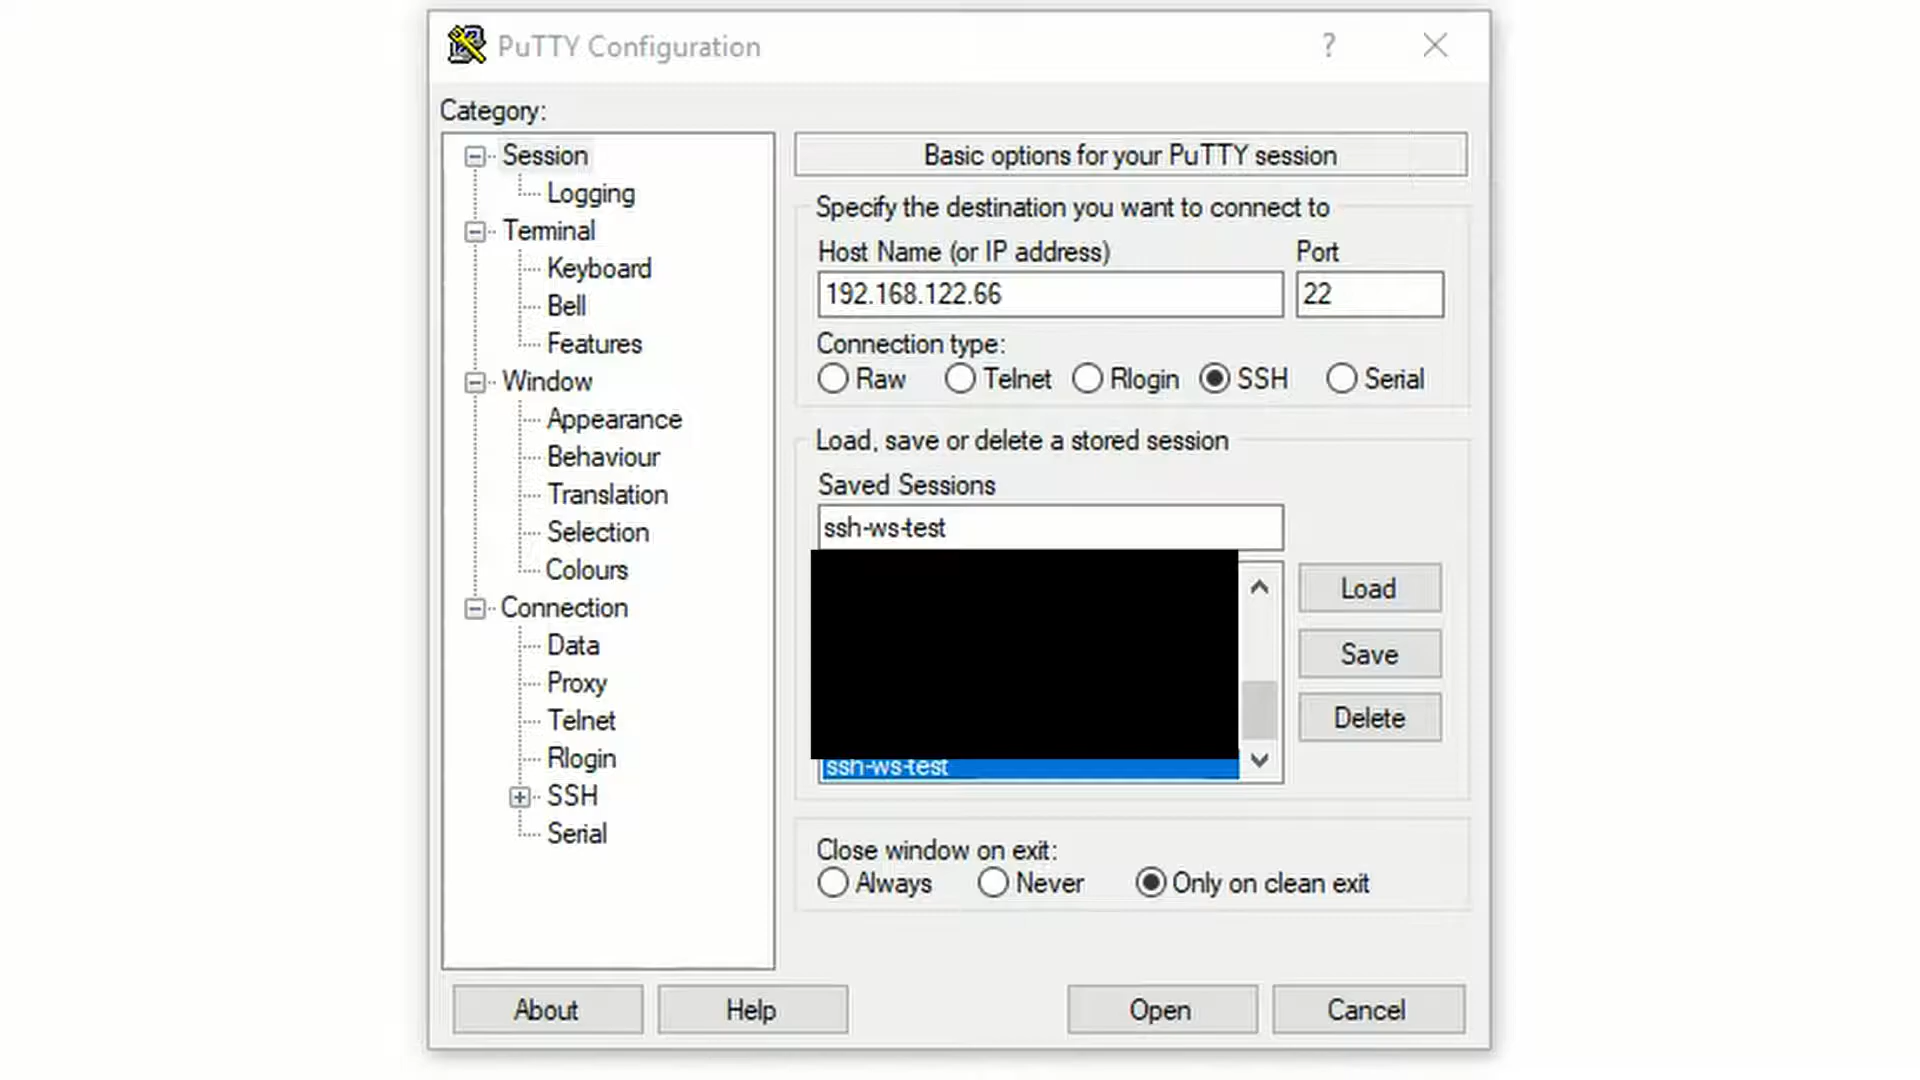 PuTTY Configuration
?
Category:
Session
Logging
Terminal
Keyboard
Bell
Features
Window
Appearance
Behaviour
Translation
Selection
Colours
Connection
Data
Proxy
Telnet
Rlogin
SSH
Serial
Basic options for your PuTTY session
Specify the destination you want to connect to
Host Name (or IP address) Port
192.168.122.66 22
Connection type:
Raw Telnet Rlogin SSH Serial
Load, save or delete a stored session
Saved Sessions
ssh-ws-test
Load
Save
Delete
ssh-ws-test
Close window on exit:
Always Never Only on clean exit
About Help Open Cancel